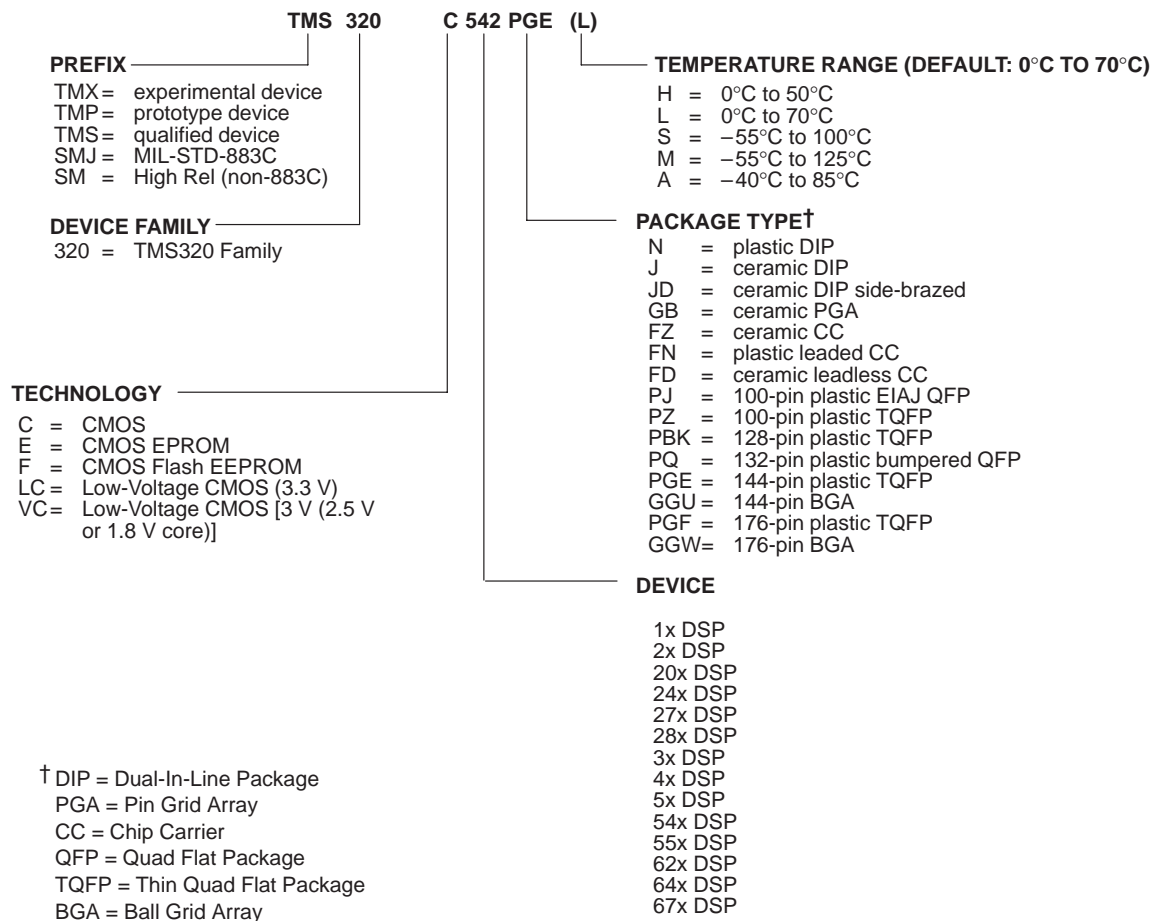 TMS 320 C 542 PGE (L)
PREFIX
TMX = experimental device
TMP = prototype device
TMS = qualified device
SMJ = MIL-STD-883C
SM = High Rel (non-883C)
DEVICE FAMILY
320 = TMS320 Family
TECHNOLOGY
C = CMOS
E = CMOS EPROM
F = CMOS Flash EEPROM
LC = Low-Voltage CMOS (3.3 V)
VC = Low-Voltage CMOS [3 V (2.5 V
or 1.8 V core)]
TEMPERATURE RANGE (DEFAULT: 0°C TO 70°C)
H = 0°C to 50°C
L = 0°C to 70°C
S = –55°C to 100°C
M = –55°C to 125°C
A = –40°C to 85°C
PACKAGE TYPE†
N = plastic DIP
J = ceramic DIP
JD = ceramic DIP side-brazed
GB = ceramic PGA
FZ = ceramic CC
FN = plastic leaded CC
FD = ceramic leadless CC
PJ = 100-pin plastic EIAJ QFP
PZ = 100-pin plastic TQFP
PBK = 128-pin plastic TQFP
PQ = 132-pin plastic bumpered QFP
PGE = 144-pin plastic TQFP
GGU = 144-pin BGA
PGF = 176-pin plastic TQFP
GGW = 176-pin BGA
DEVICE
1x DSP
2x DSP
20x DSP
24x DSP
27x DSP
28x DSP
3x DSP
4x DSP
5x DSP
54x DSP
55x DSP
62x DSP
64x DSP
67x DSP
† DIP = Dual-In-Line Package
PGA = Pin Grid Array
CC = Chip Carrier
QFP = Quad Flat Package
TQFP = Thin Quad Flat Package
BGA = Ball Grid Array